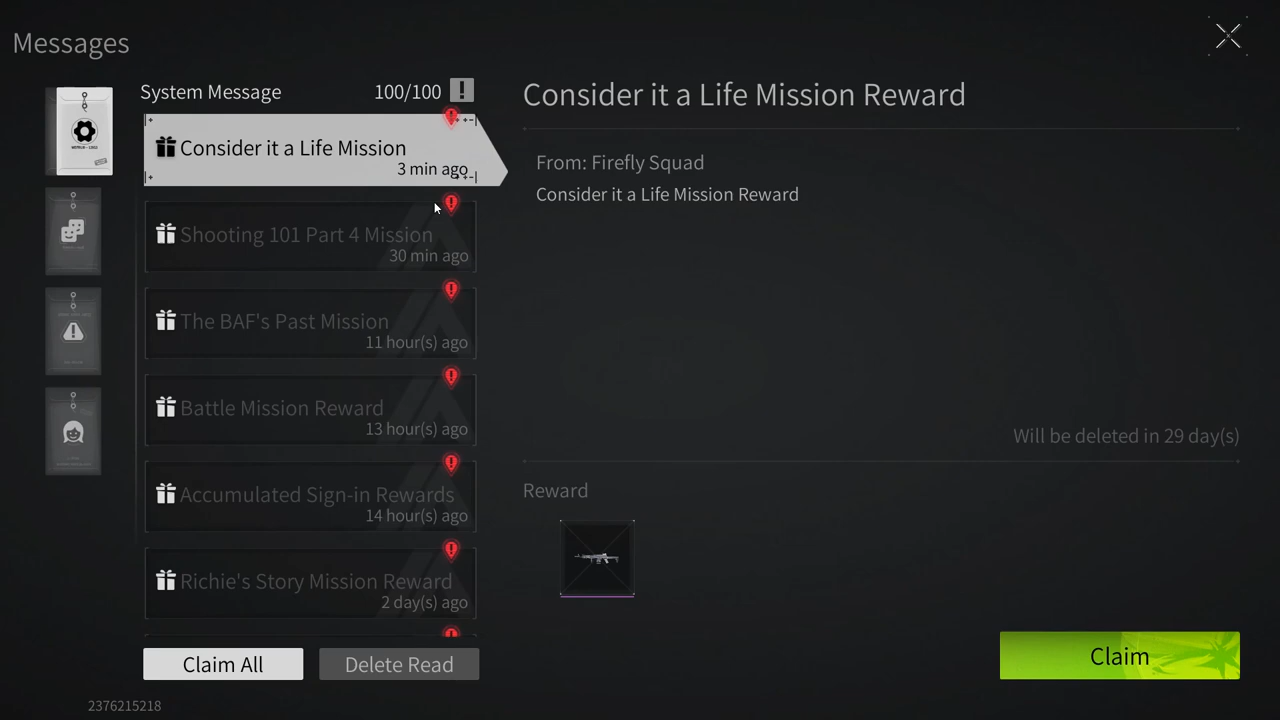 Messages
System Message 100/100
Consider it a Life Mission
3 min ago
Shooting 101 Part 4 Mission
30 min ago
The BAF's Past Mission
11 hour(s) ago
Battle Mission Reward
13 hour(s) ago
Accumulated Sign-in Rewards
14 hour(s) ago
Richie's Story Mission Reward
2 day(s) ago
Claim All
Delete Read
2376215218
Consider it a Life Mission Reward
From: Firefly Squad
Consider it a Life Mission Reward
Will be deleted in 29 day(s)
Reward
Claim